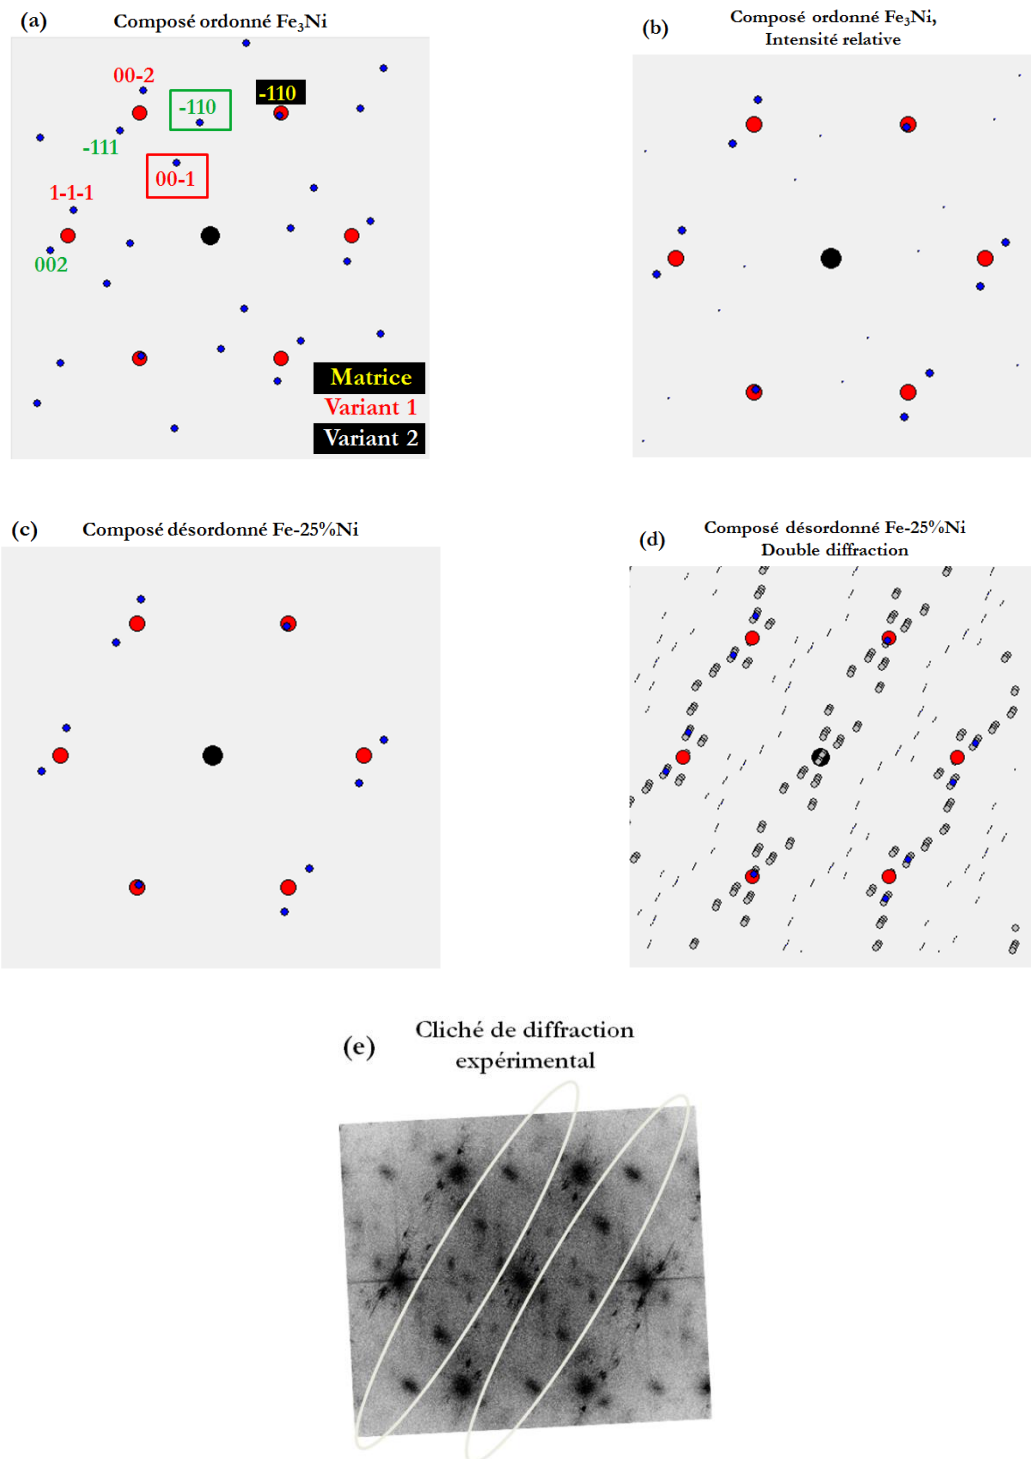 (a)
Composé ordonné Fe₃Ni
(b)
Composé ordonné Fe₃Ni,
Intensité relative
00-2
-110
-110
-111
00-1
1-1-1
002
Matrice
Variant 1
Variant 2
(c)
Composé désordonné Fe-25%Ni
(d)
Composé désordonné Fe-25%Ni
Double diffraction
(e)
Cliché de diffraction
expérimental